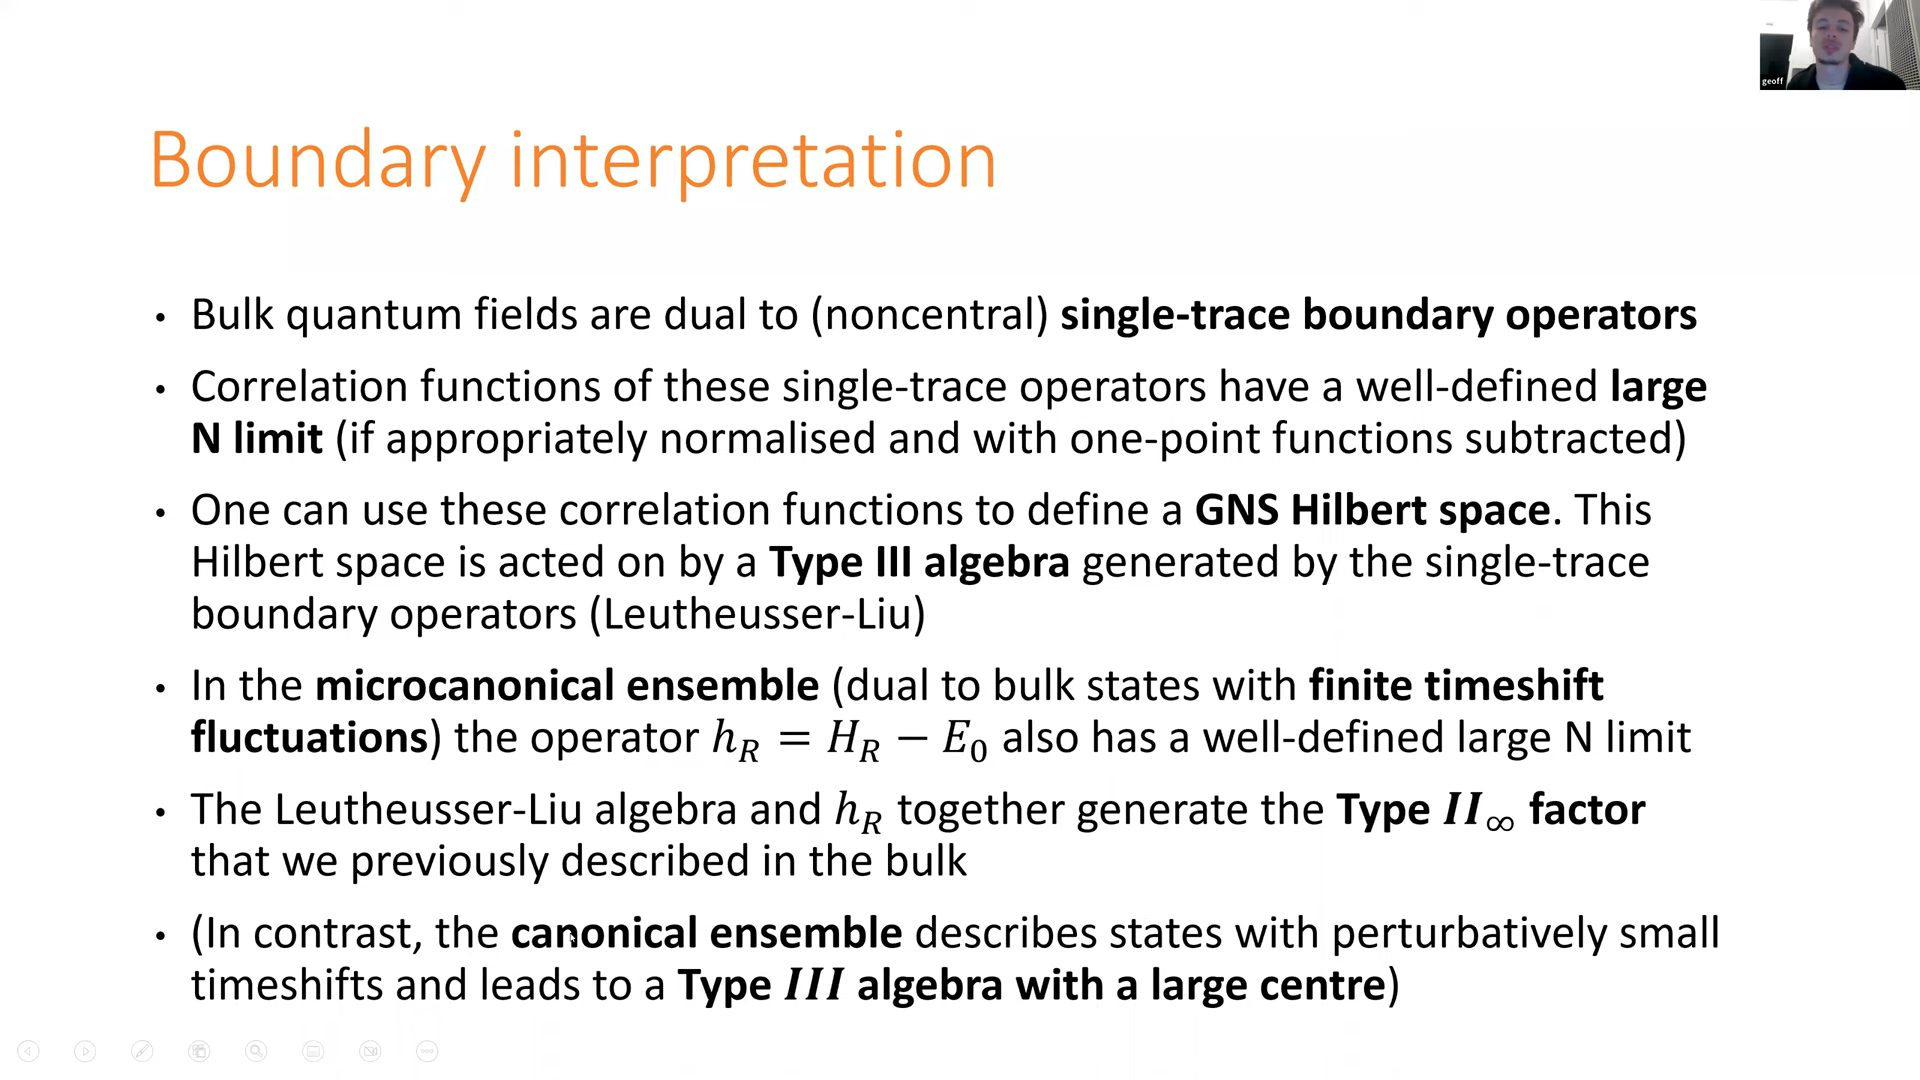 geoff
Boundary interpretation
• Bulk quantum fields are dual to (noncentral) single-trace boundary operators
• Correlation functions of these single-trace operators have a well-defined large
N limit (if appropriately normalised and with one-point functions subtracted)
• One can use these correlation functions to define a GNS Hilbert space. This
Hilbert space is acted on by a Type III algebra generated by the single-trace
boundary operators (Leutheusser-Liu)
• In the microcanonical ensemble (dual to bulk states with finite timeshift
fluctuations) the operator h_R = H_R − E_0 also has a well-defined large N limit
• The Leutheusser-Liu algebra and h_R together generate the Type II_∞ factor
that we previously described in the bulk
• (In contrast, the canonical ensemble describes states with perturbatively small
timeshifts and leads to a Type III algebra with a large centre)